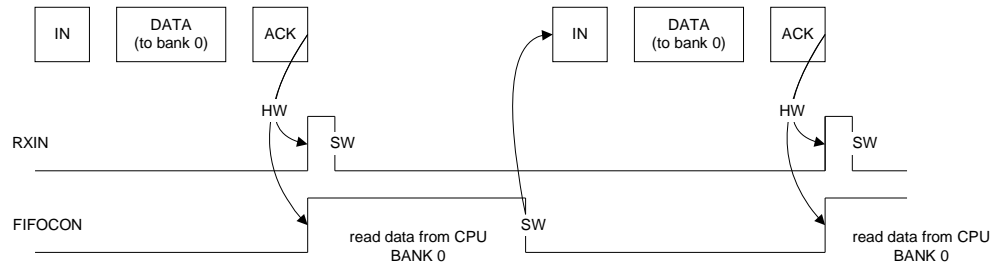 IN
DATA
(to bank 0)
ACK
IN
DATA
(to bank 0)
ACK
HW
HW
RXIN
SW
SW
FIFOCON
SW
read data from CPU
BANK 0
read data from CPU
BANK 0